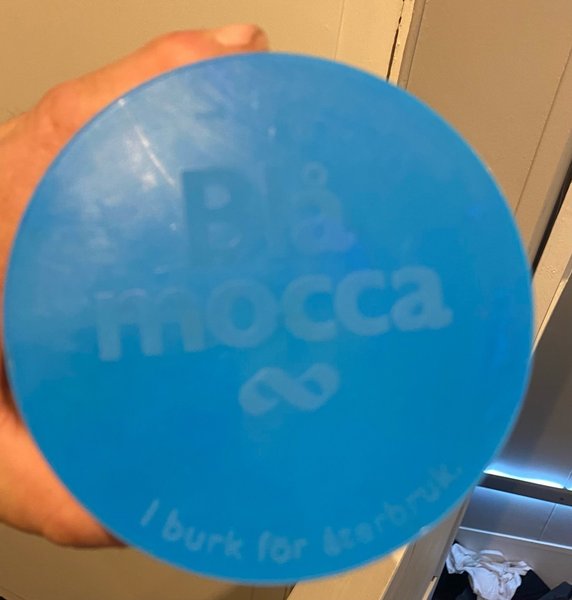 Blå
mocca
I burk för återbruk.